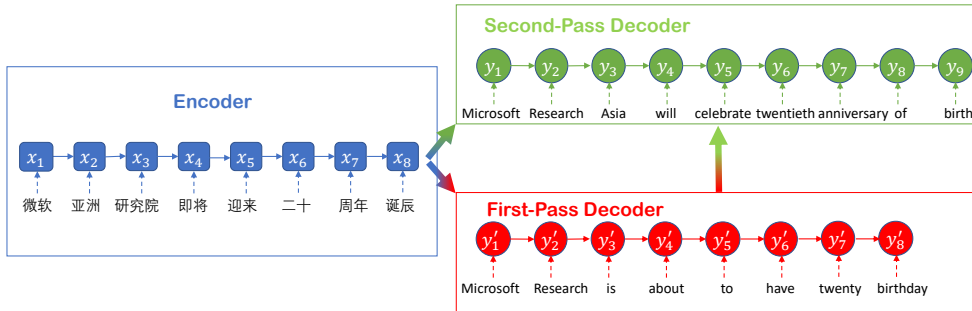 Second-Pass Decoder
y₁ y₂ y₃ y₄ y₅ y₆ y₇ y₈ y₉
Microsoft Research Asia will celebrate twentieth anniversary of birth
Encoder
x₁ x₂ x₃ x₄ x₅ x₆ x₇ x₈
微软 亚洲 研究院 即将 迎来 二十 周年 诞辰
First-Pass Decoder
y′₁ y′₂ y′₃ y′₄ y′₅ y′₆ y′₇ y′₈
Microsoft Research is about to have twenty birthday